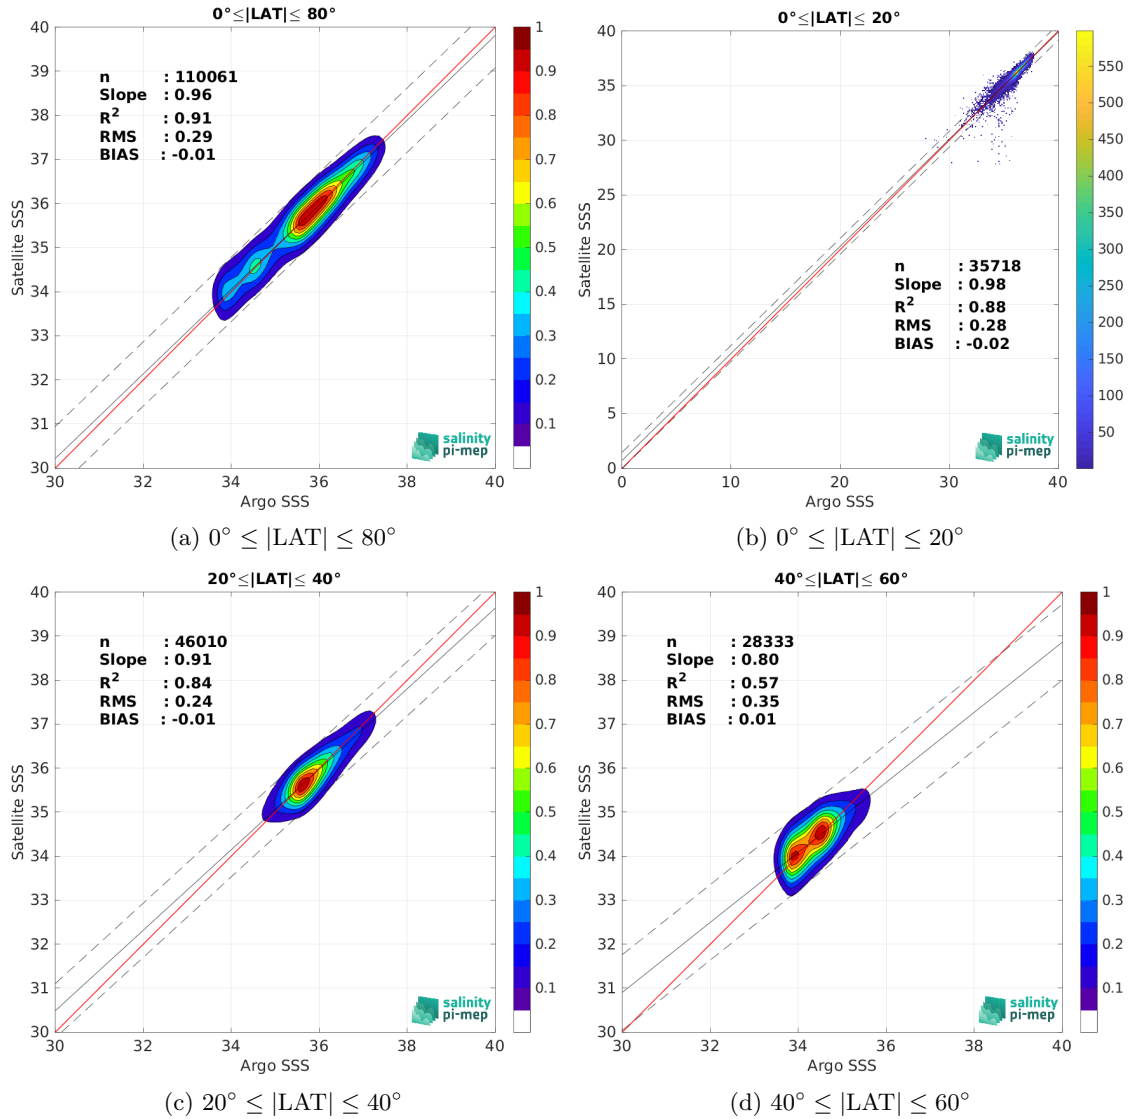 0°≤|LAT|≤ 80°
40
39
38
37
36
35
34
33
32
31
30
30
32
34
36
38
40
Satellite SSS
Argo SSS
n : 110061
Slope : 0.96
R2 : 0.91
RMS : 0.29
BIAS : -0.01
1
0.9
0.8
0.7
0.6
0.5
0.4
0.3
0.2
0.1
salinity
pi-mep
(a) 0° ≤ |LAT| ≤ 80°
0°≤|LAT|≤ 20°
40
35
30
25
20
15
10
5
0
0
10
20
30
40
Satellite SSS
Argo SSS
n : 35718
Slope : 0.98
R2 : 0.88
RMS : 0.28
BIAS : -0.02
550
500
450
400
350
300
250
200
150
100
50
salinity
pi-mep
(b) 0° ≤ |LAT| ≤ 20°
20°≤|LAT|≤ 40°
40
39
38
37
36
35
34
33
32
31
30
30
32
34
36
38
40
Satellite SSS
Argo SSS
n : 46010
Slope : 0.91
R2 : 0.84
RMS : 0.24
BIAS : -0.01
1
0.9
0.8
0.7
0.6
0.5
0.4
0.3
0.2
0.1
salinity
pi-mep
(c) 20° ≤ |LAT| ≤ 40°
40°≤|LAT|≤ 60°
40
39
38
37
36
35
34
33
32
31
30
30
32
34
36
38
40
Satellite SSS
Argo SSS
n : 28333
Slope : 0.80
R2 : 0.57
RMS : 0.35
BIAS : 0.01
1
0.9
0.8
0.7
0.6
0.5
0.4
0.3
0.2
0.1
salinity
pi-mep
(d) 40° ≤ |LAT| ≤ 60°